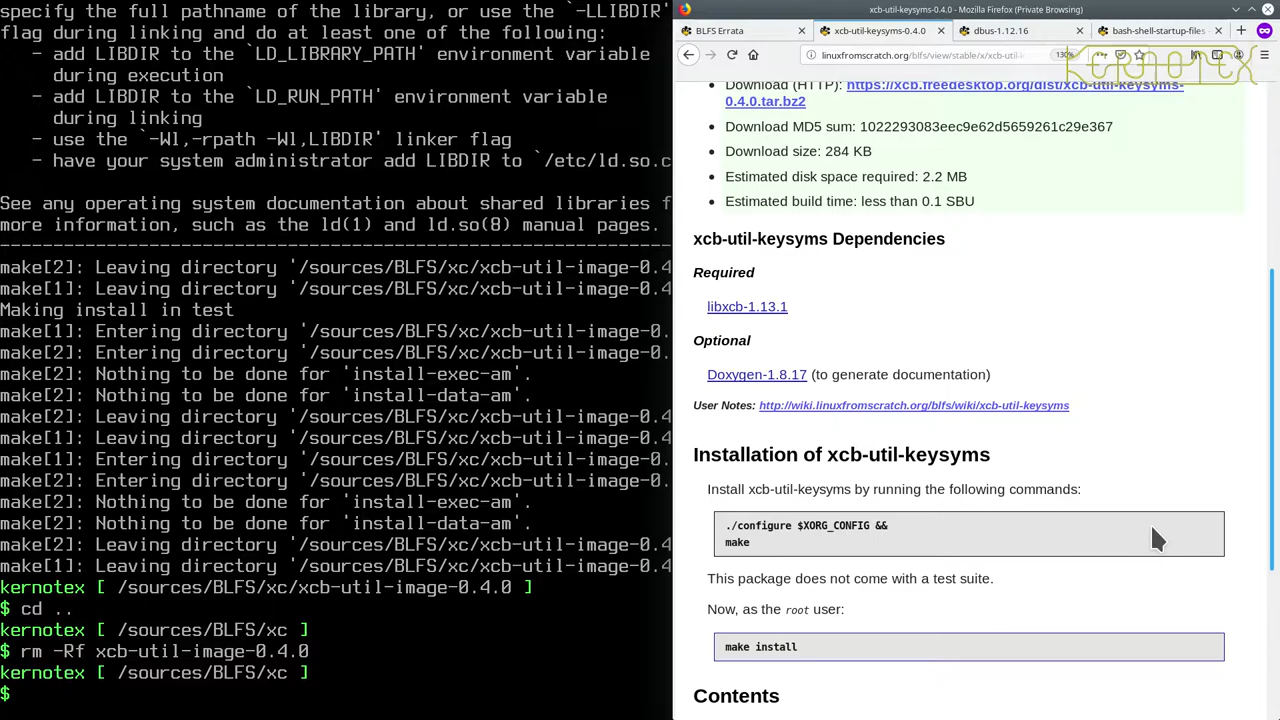 specify the full pathname of the library, or use the `-LLIBDIR'
flag during linking and do at least one of the following:
- add LIBDIR to the `LD_LIBRARY_PATH' environment variable
during execution
- add LIBDIR to the `LD_RUN_PATH' environment variable
during linking
- use the `-Wl,-rpath -Wl,LIBDIR' linker flag
- have your system administrator add LIBDIR to `/etc/ld.so.c
See any operating system documentation about shared libraries f
more information, such as the ld(1) and ld.so(8) manual pages.
----------------------------------------------------------------
make[2]: Leaving directory '/sources/BLFS/xc/xcb-util-image-0.4
make[1]: Leaving directory '/sources/BLFS/xc/xcb-util-image-0.4
Making install in test
make[1]: Entering directory '/sources/BLFS/xc/xcb-util-image-0.
make[2]: Entering directory '/sources/BLFS/xc/xcb-util-image-0.
make[2]: Nothing to be done for 'install-exec-am'.
make[2]: Nothing to be done for 'install-data-am'.
make[2]: Leaving directory '/sources/BLFS/xc/xcb-util-image-0.4
make[1]: Leaving directory '/sources/BLFS/xc/xcb-util-image-0.4
make[1]: Entering directory '/sources/BLFS/xc/xcb-util-image-0.
make[2]: Entering directory '/sources/BLFS/xc/xcb-util-image-0.
make[2]: Nothing to be done for 'install-exec-am'.
make[2]: Nothing to be done for 'install-data-am'.
make[2]: Leaving directory '/sources/BLFS/xc/xcb-util-image-0.4
make[1]: Leaving directory '/sources/BLFS/xc/xcb-util-image-0.4
kernotex [ /sources/BLFS/xc/xcb-util-image-0.4.0 ]
$ cd ..
kernotex [ /sources/BLFS/xc ]
$ rm -Rf xcb-util-image-0.4.0
kernotex [ /sources/BLFS/xc ]
$
xcb-util-keysyms-0.4.0 - Mozilla Firefox (Private Browsing)
BLFS Errata
xcb-util-keysyms-0.4.0
dbus-1.12.16
bash-shell-startup-files
linuxfromscratch.org/blfs/view/stable/x/xcb-util-
130%
KERNOTEX
Download (HTTP): https://xcb.freedesktop.org/dist/xcb-util-keysyms-
0.4.0.tar.bz2
Download MD5 sum: 1022293083eec9e62d5659261c29e367
Download size: 284 KB
Estimated disk space required: 2.2 MB
Estimated build time: less than 0.1 SBU
xcb-util-keysyms Dependencies
Required
libxcb-1.13.1
Optional
Doxygen-1.8.17 (to generate documentation)
User Notes: http://wiki.linuxfromscratch.org/blfs/wiki/xcb-util-keysyms
Installation of xcb-util-keysyms
Install xcb-util-keysyms by running the following commands:
./configure $XORG_CONFIG &&
make
This package does not come with a test suite.
Now, as the root user:
make install
Contents